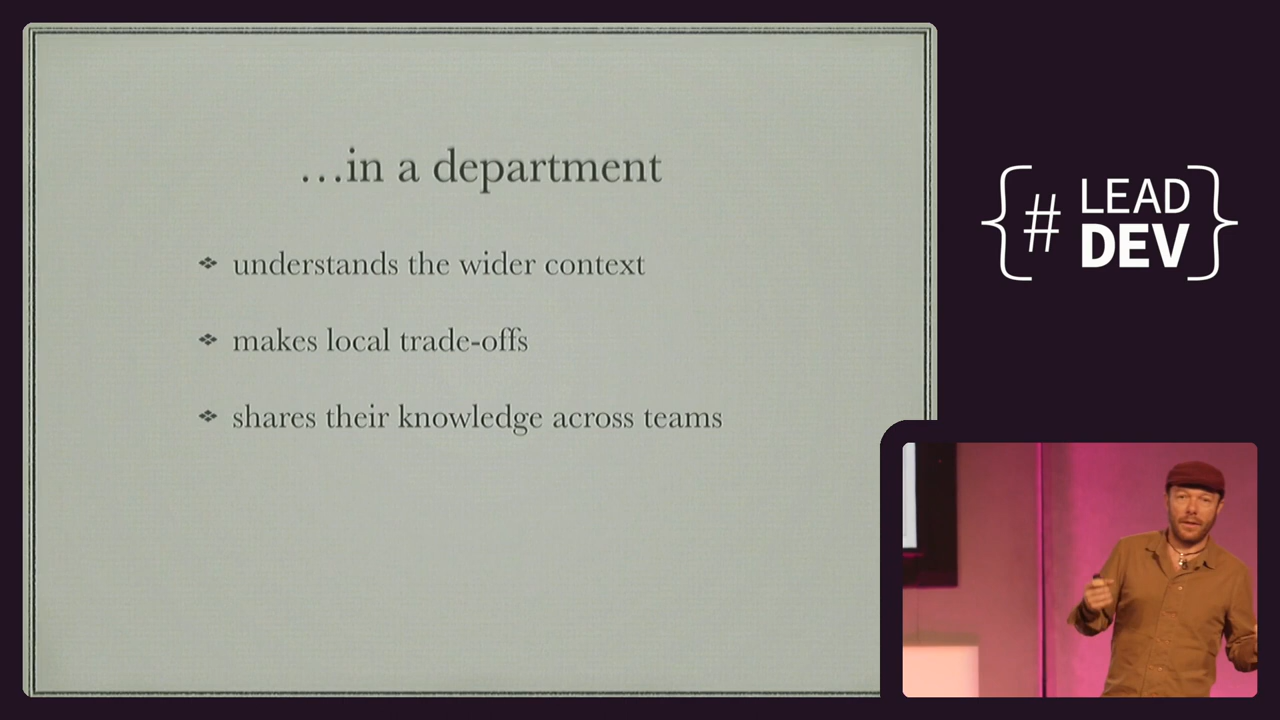 …in a department
understands the wider context
makes local trade-offs
shares their knowledge across teams
{# LEAD
DEV}